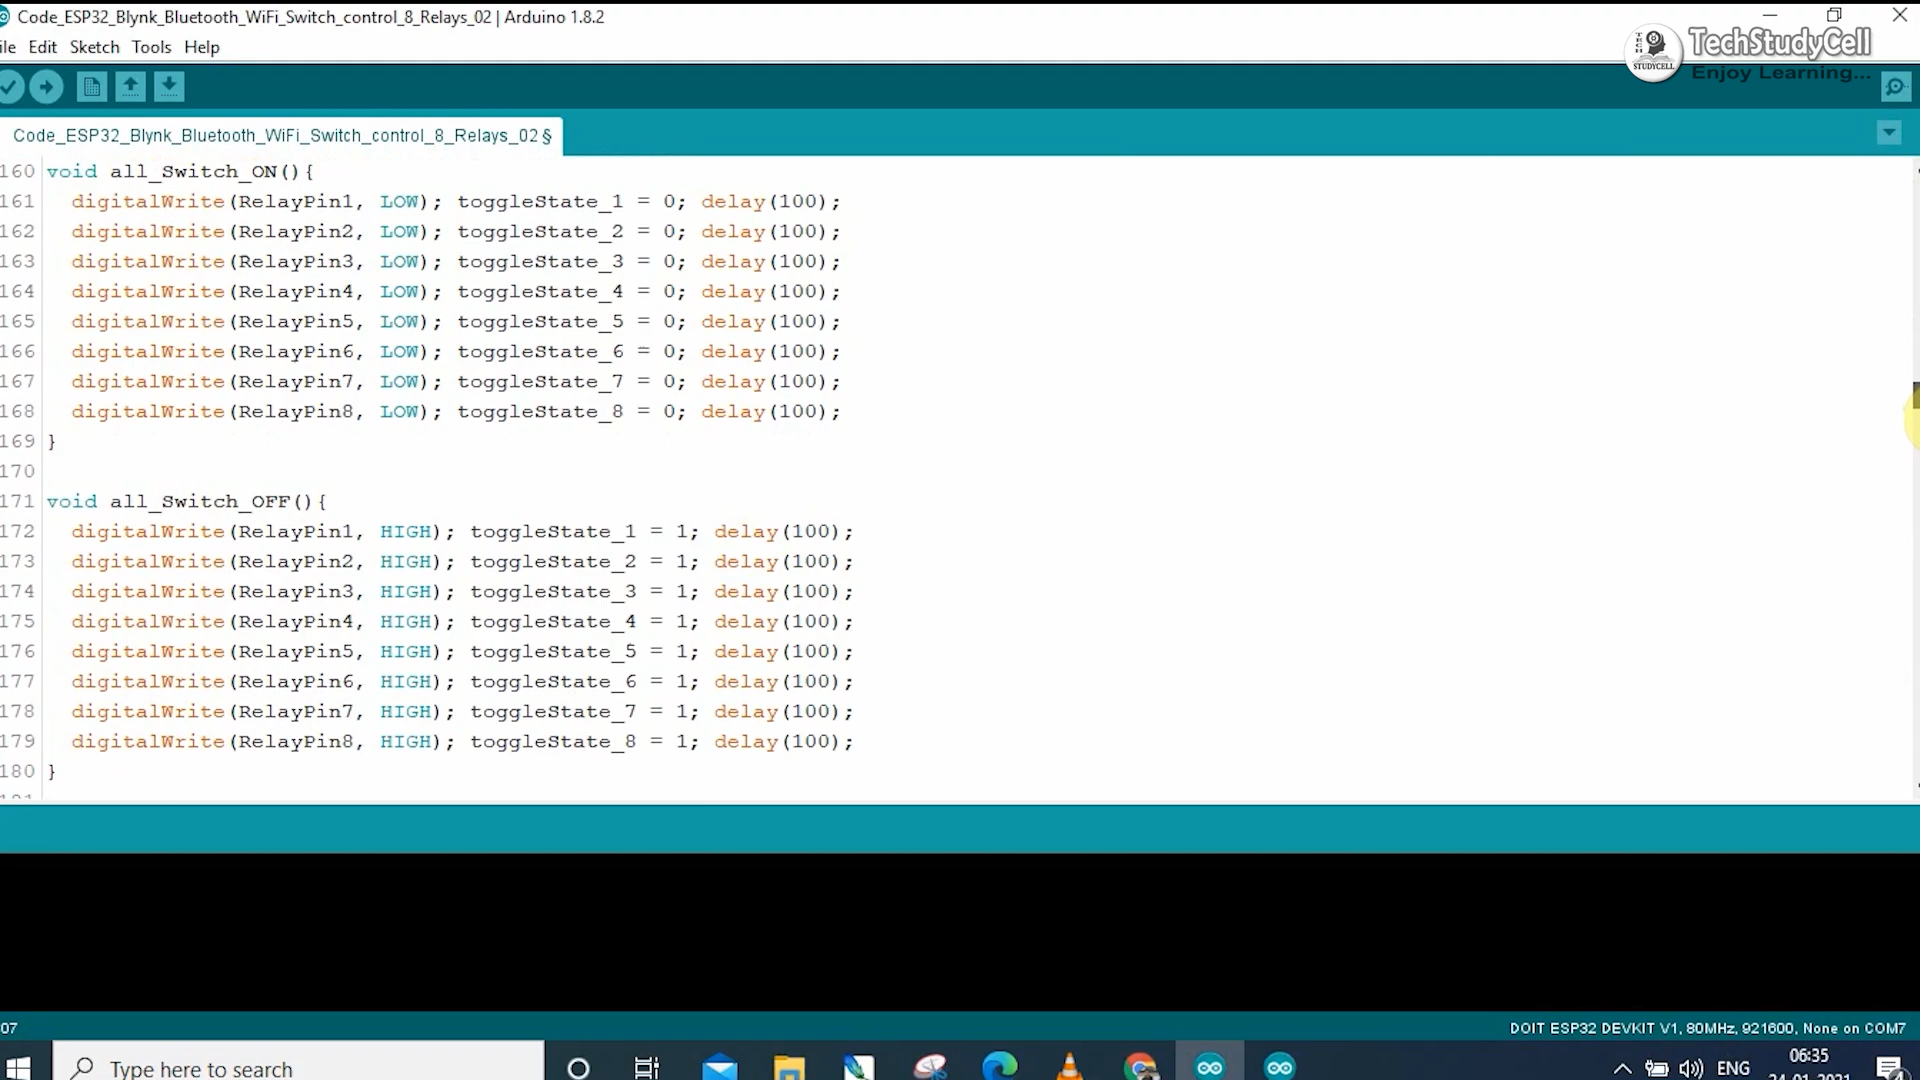 Code_ESP32_Blynk_Bluetooth_WiFi_Switch_control_8_Relays_02 | Arduino 1.8.2
ile Edit Sketch Tools Help
TECH STUDYCELL
TechStudyCell
Enjoy Learning...
Code_ESP32_Blynk_Bluetooth_WiFi_Switch_control_8_Relays_02 §
160 void all_Switch_ON(){
161 digitalWrite(RelayPin1, LOW); toggleState_1 = 0; delay(100);
162 digitalWrite(RelayPin2, LOW); toggleState_2 = 0; delay(100);
163 digitalWrite(RelayPin3, LOW); toggleState_3 = 0; delay(100);
164 digitalWrite(RelayPin4, LOW); toggleState_4 = 0; delay(100);
165 digitalWrite(RelayPin5, LOW); toggleState_5 = 0; delay(100);
166 digitalWrite(RelayPin6, LOW); toggleState_6 = 0; delay(100);
167 digitalWrite(RelayPin7, LOW); toggleState_7 = 0; delay(100);
168 digitalWrite(RelayPin8, LOW); toggleState_8 = 0; delay(100);
169 }
170
171 void all_Switch_OFF(){
172 digitalWrite(RelayPin1, HIGH); toggleState_1 = 1; delay(100);
173 digitalWrite(RelayPin2, HIGH); toggleState_2 = 1; delay(100);
174 digitalWrite(RelayPin3, HIGH); toggleState_3 = 1; delay(100);
175 digitalWrite(RelayPin4, HIGH); toggleState_4 = 1; delay(100);
176 digitalWrite(RelayPin5, HIGH); toggleState_5 = 1; delay(100);
177 digitalWrite(RelayPin6, HIGH); toggleState_6 = 1; delay(100);
178 digitalWrite(RelayPin7, HIGH); toggleState_7 = 1; delay(100);
179 digitalWrite(RelayPin8, HIGH); toggleState_8 = 1; delay(100);
180 }
07 DOIT ESP32 DEVKIT V1, 80MHz, 921600, None on COM7
Type here to search
ENG
06:35
24-01-2021